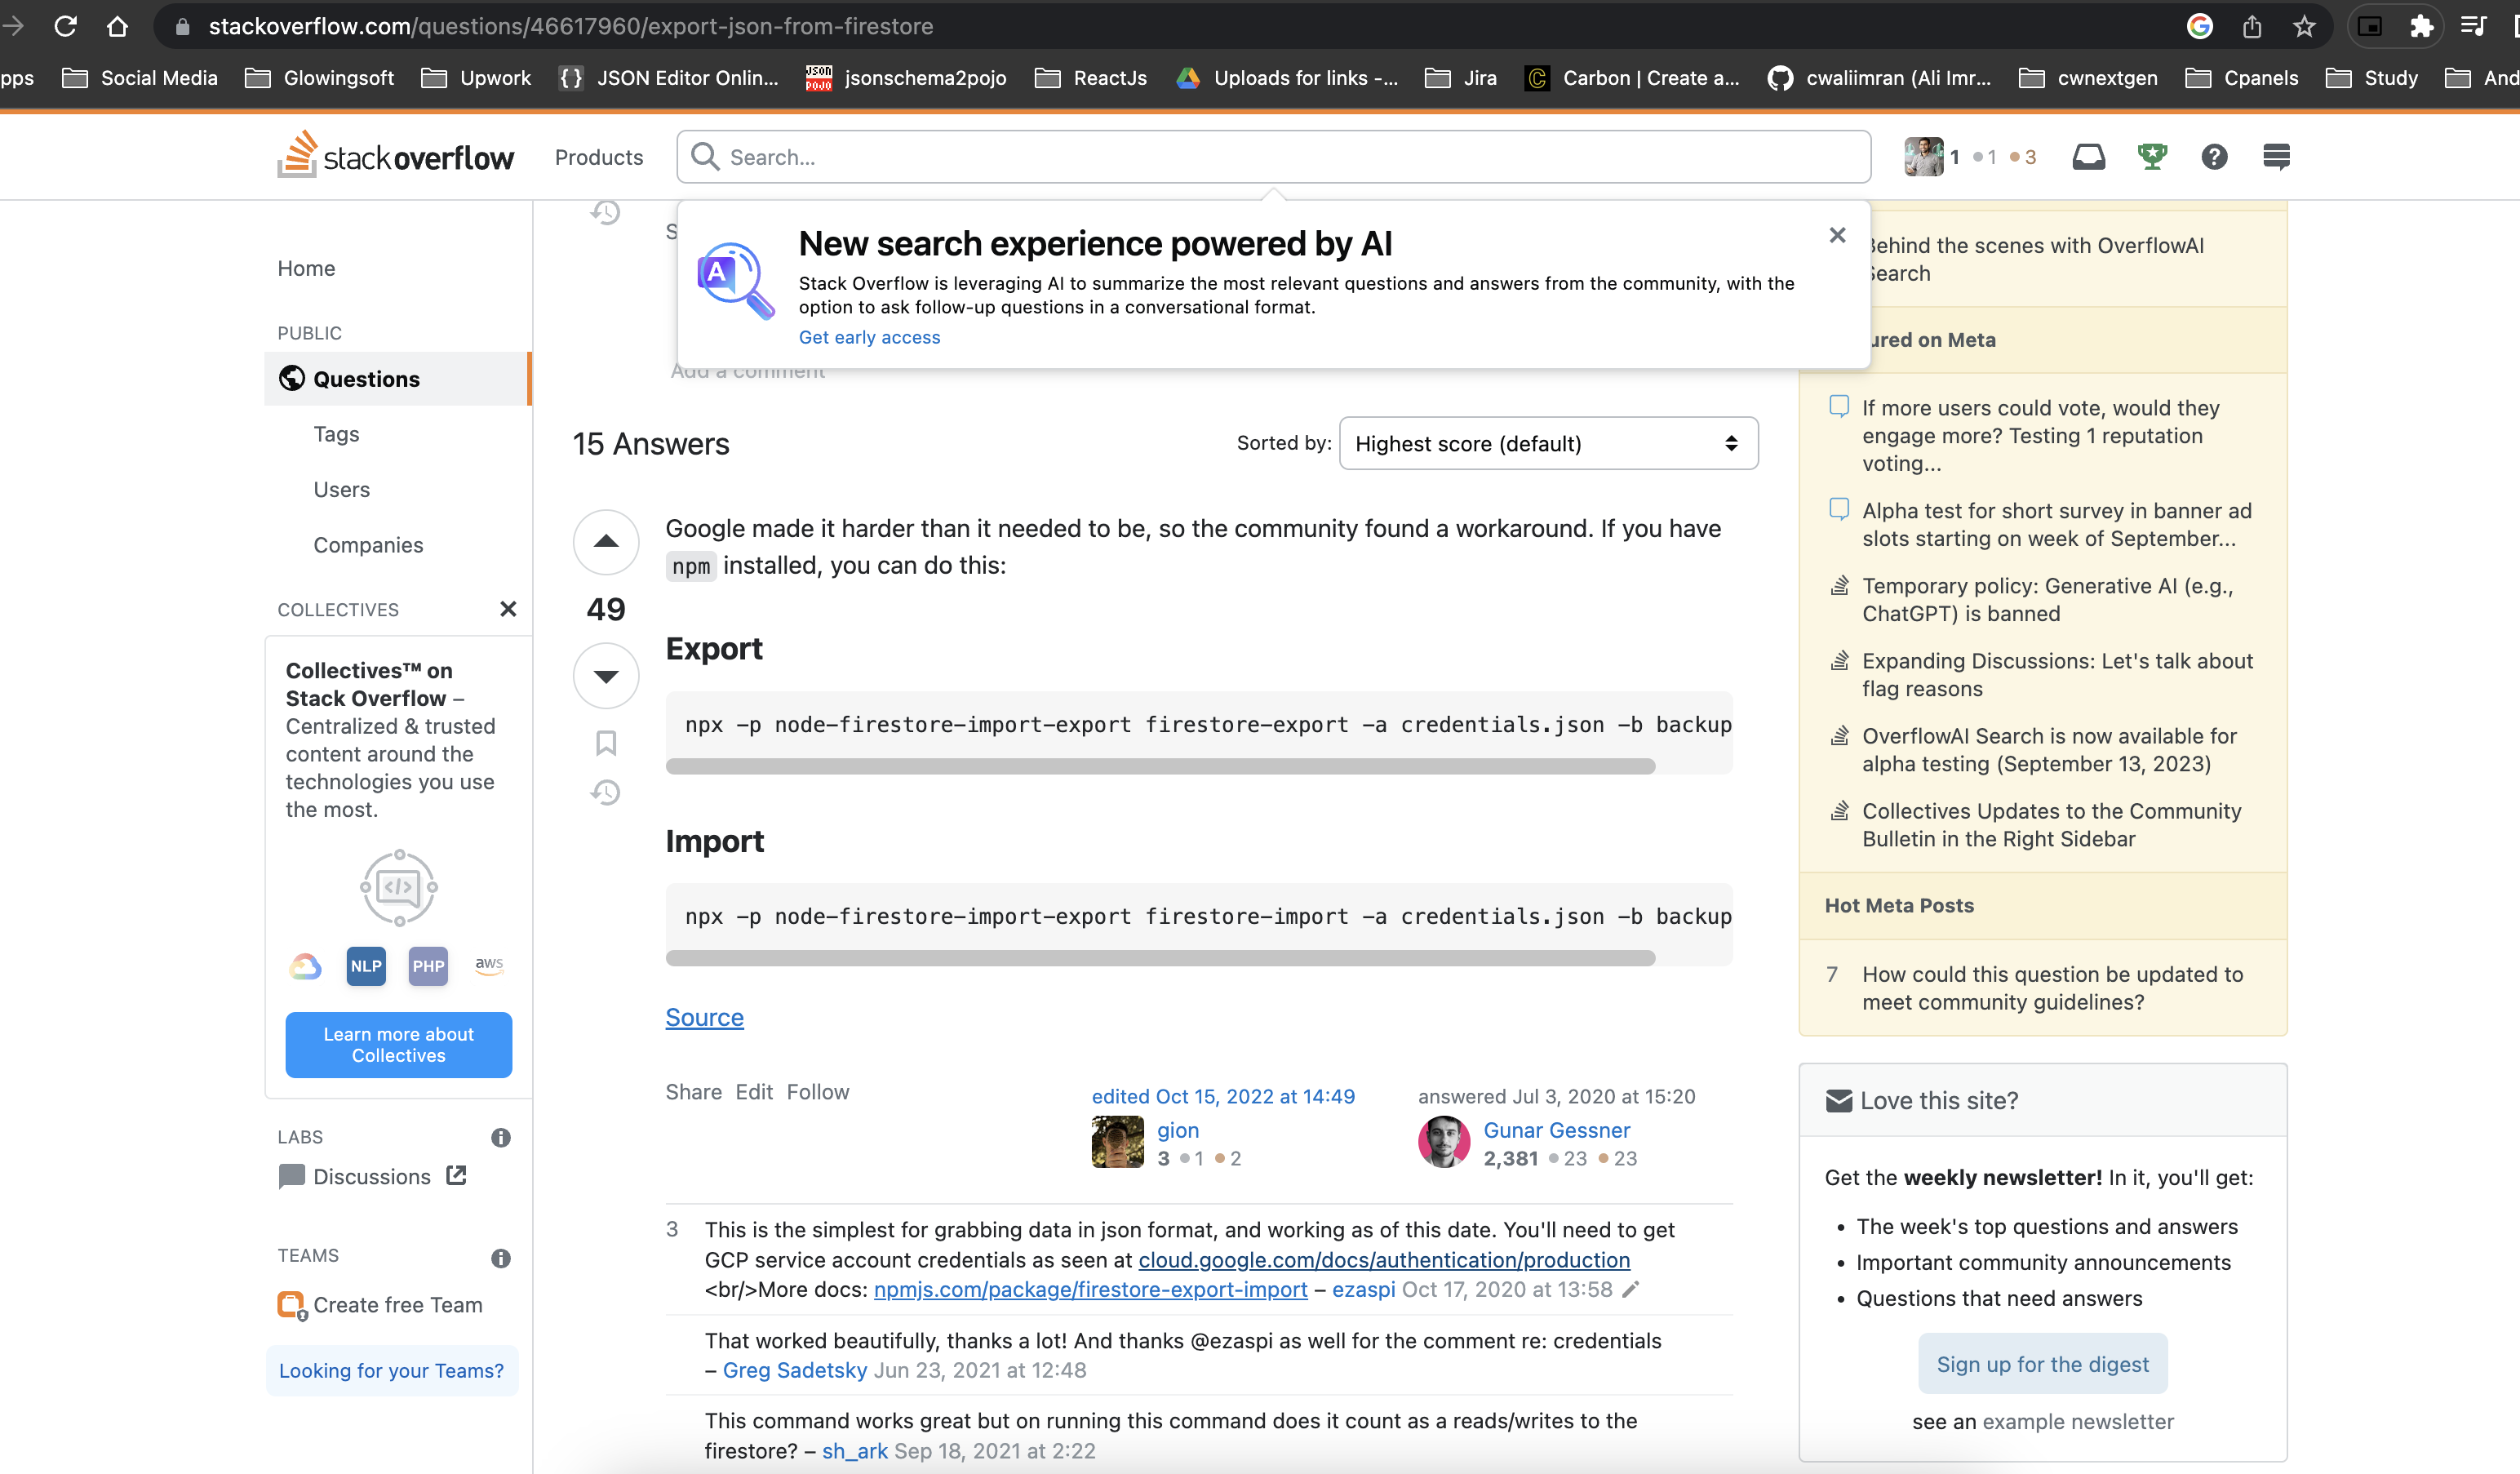 stackoverflow.com/questions/46617960/export-json-from-firestore
pps Social Media Glowingsoft Upwork {} JSON Editor Onlin... JSON POJO jsonschema2pojo ReactJs Uploads for links -... Jira Carbon | Create a... cwaliimran (Ali Imr... cwnextgen Cpanels Study And
stackoverflow Products Search... 1 1 3
Home
PUBLIC
Questions
Tags
Users
Companies
COLLECTIVES
Collectives™ on
Stack Overflow –
Centralized & trusted
content around the
technologies you use
the most.
</>
NLP PHP aws
Learn more about
Collectives
LABS
Discussions
TEAMS
Create free Team
Looking for your Teams?
S
A
New search experience powered by AI
Stack Overflow is leveraging AI to summarize the most relevant questions and answers from the community, with the
option to ask follow-up questions in a conversational format.
Get early access
Add a comment
15 Answers
Sorted by: Highest score (default)
Google made it harder than it needed to be, so the community found a workaround. If you have
npm installed, you can do this:
49
Export
npx -p node-firestore-import-export firestore-export -a credentials.json -b backup
Import
npx -p node-firestore-import-export firestore-import -a credentials.json -b backup
Source
Share Edit Follow
edited Oct 15, 2022 at 14:49
gion
3 1 2
answered Jul 3, 2020 at 15:20
Gunar Gessner
2,381 23 23
3 This is the simplest for grabbing data in json format, and working as of this date. You'll need to get
GCP service account credentials as seen at cloud.google.com/docs/authentication/production
<br/>More docs: npmjs.com/package/firestore-export-import – ezaspi Oct 17, 2020 at 13:58
That worked beautifully, thanks a lot! And thanks @ezaspi as well for the comment re: credentials
– Greg Sadetsky Jun 23, 2021 at 12:48
This command works great but on running this command does it count as a reads/writes to the
firestore? – sh_ark Sep 18, 2021 at 2:22
Behind the scenes with OverflowAI
Search
ured on Meta
If more users could vote, would they
engage more? Testing 1 reputation
voting...
Alpha test for short survey in banner ad
slots starting on week of September...
Temporary policy: Generative AI (e.g.,
ChatGPT) is banned
Expanding Discussions: Let's talk about
flag reasons
OverflowAI Search is now available for
alpha testing (September 13, 2023)
Collectives Updates to the Community
Bulletin in the Right Sidebar
Hot Meta Posts
7 How could this question be updated to
meet community guidelines?
Love this site?
Get the weekly newsletter! In it, you'll get:
• The week's top questions and answers
• Important community announcements
• Questions that need answers
Sign up for the digest
see an example newsletter